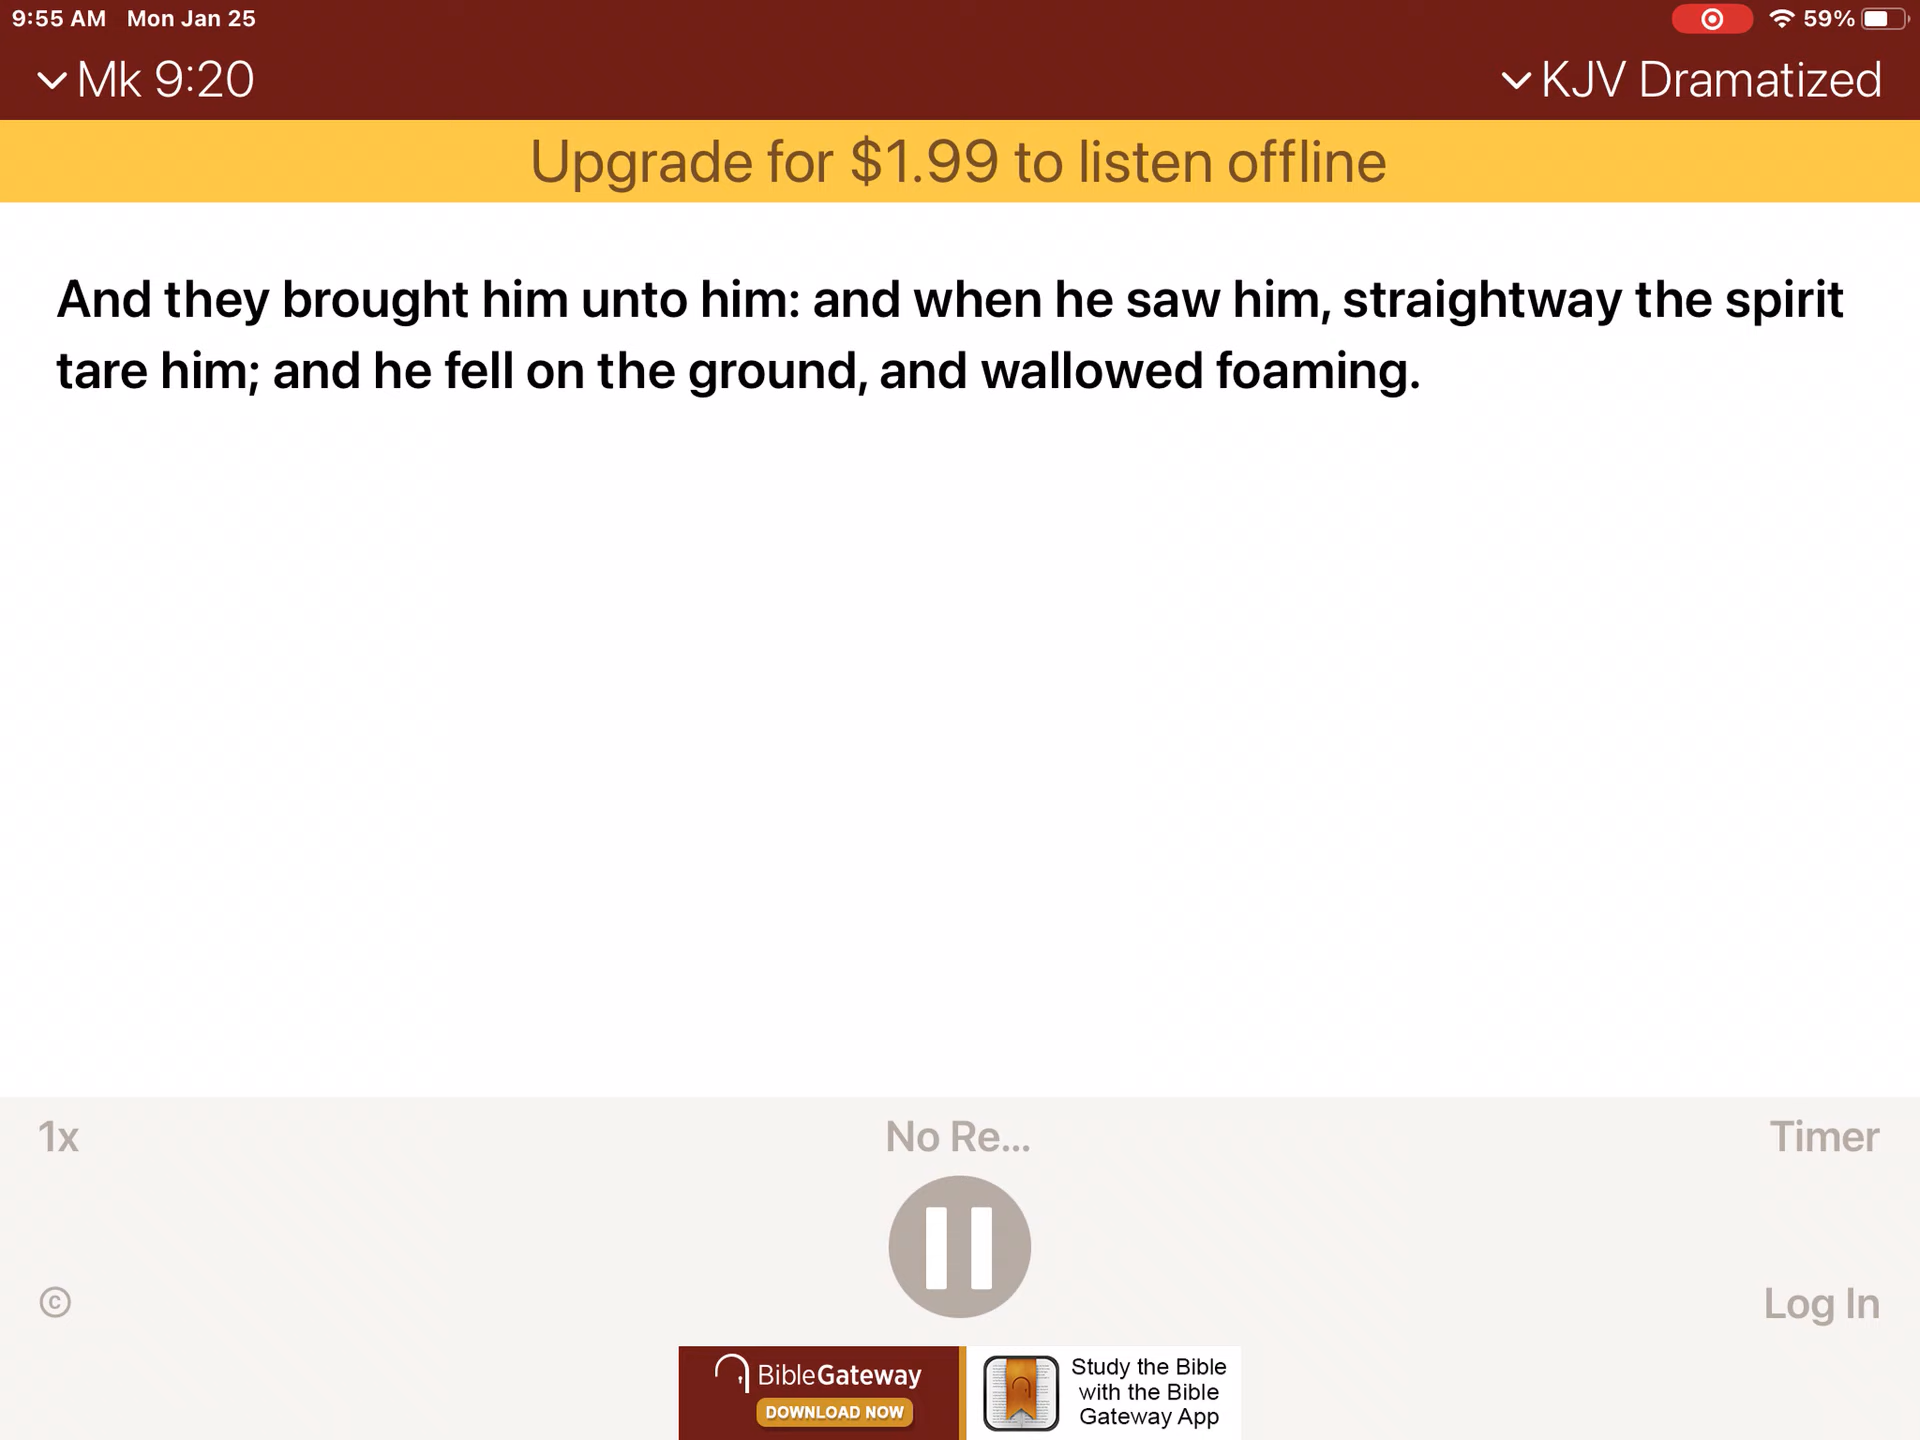 9:55 AM Mon Jan 25
59%
Mk 9:20
KJV Dramatized
Upgrade for $1.99 to listen offline
And they brought him unto him: and when he saw him, straightway the spirit
tare him; and he fell on the ground, and wallowed foaming.
1x
No Re...
Timer
©
Log In
BibleGateway
DOWNLOAD NOW
Study the Bible
with the Bible
Gateway App